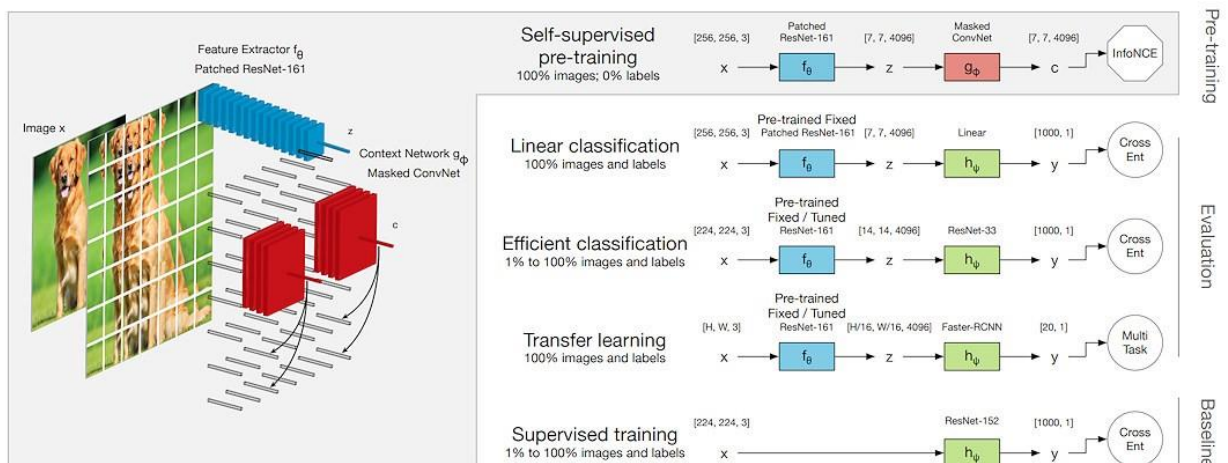 Feature Extractor fθ
Patched ResNet-161
Image x
z
Context Network gϕ
Masked ConvNet
c
Self-supervised
pre-training
100% images; 0% labels
[256, 256, 3]
Patched
ResNet-161
[7, 7, 4096]
Masked
ConvNet
[7, 7, 4096]
x
fθ
z
gϕ
c
InfoNCE
Pre-training
Linear classification
100% images and labels
[256, 256, 3]
Pre-trained Fixed
Patched ResNet-161
[7, 7, 4096]
Linear
[1000, 1]
x
fθ
z
hψ
y
Cross
Ent
Efficient classification
1% to 100% images and labels
[224, 224, 3]
Pre-trained
Fixed / Tuned
ResNet-161
[14, 14, 4096]
ResNet-33
[1000, 1]
x
fθ
z
hψ
y
Cross
Ent
Evaluation
Transfer learning
100% images and labels
[H, W, 3]
Pre-trained
Fixed / Tuned
ResNet-161
[H/16, W/16, 4096]
Faster-RCNN
[20, 1]
x
fθ
z
hψ
y
Multi
Task
Supervised training
1% to 100% images and labels
[224, 224, 3]
ResNet-152
[1000, 1]
x
hψ
y
Cross
Ent
Baseline